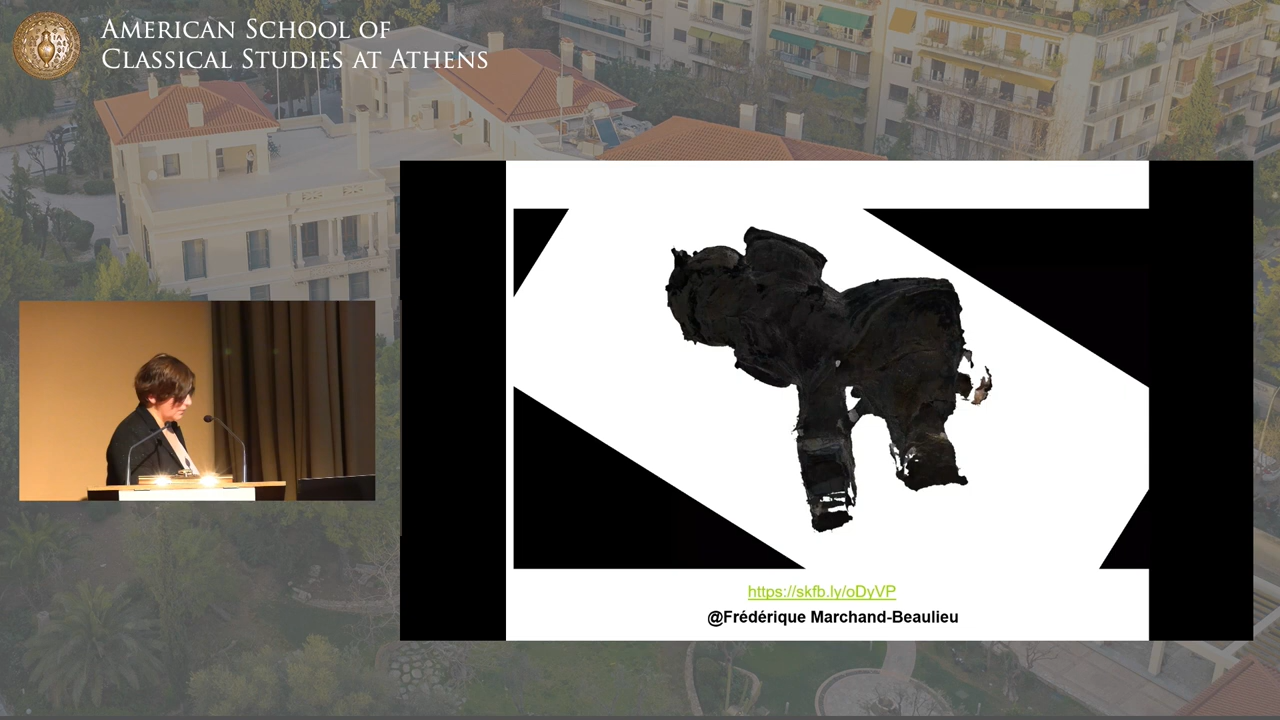 AMERICAN SCHOOL OF
CLASSICAL STUDIES AT ATHENS
https://skfb.ly/oDyVP
@Frédérique Marchand-Beaulieu